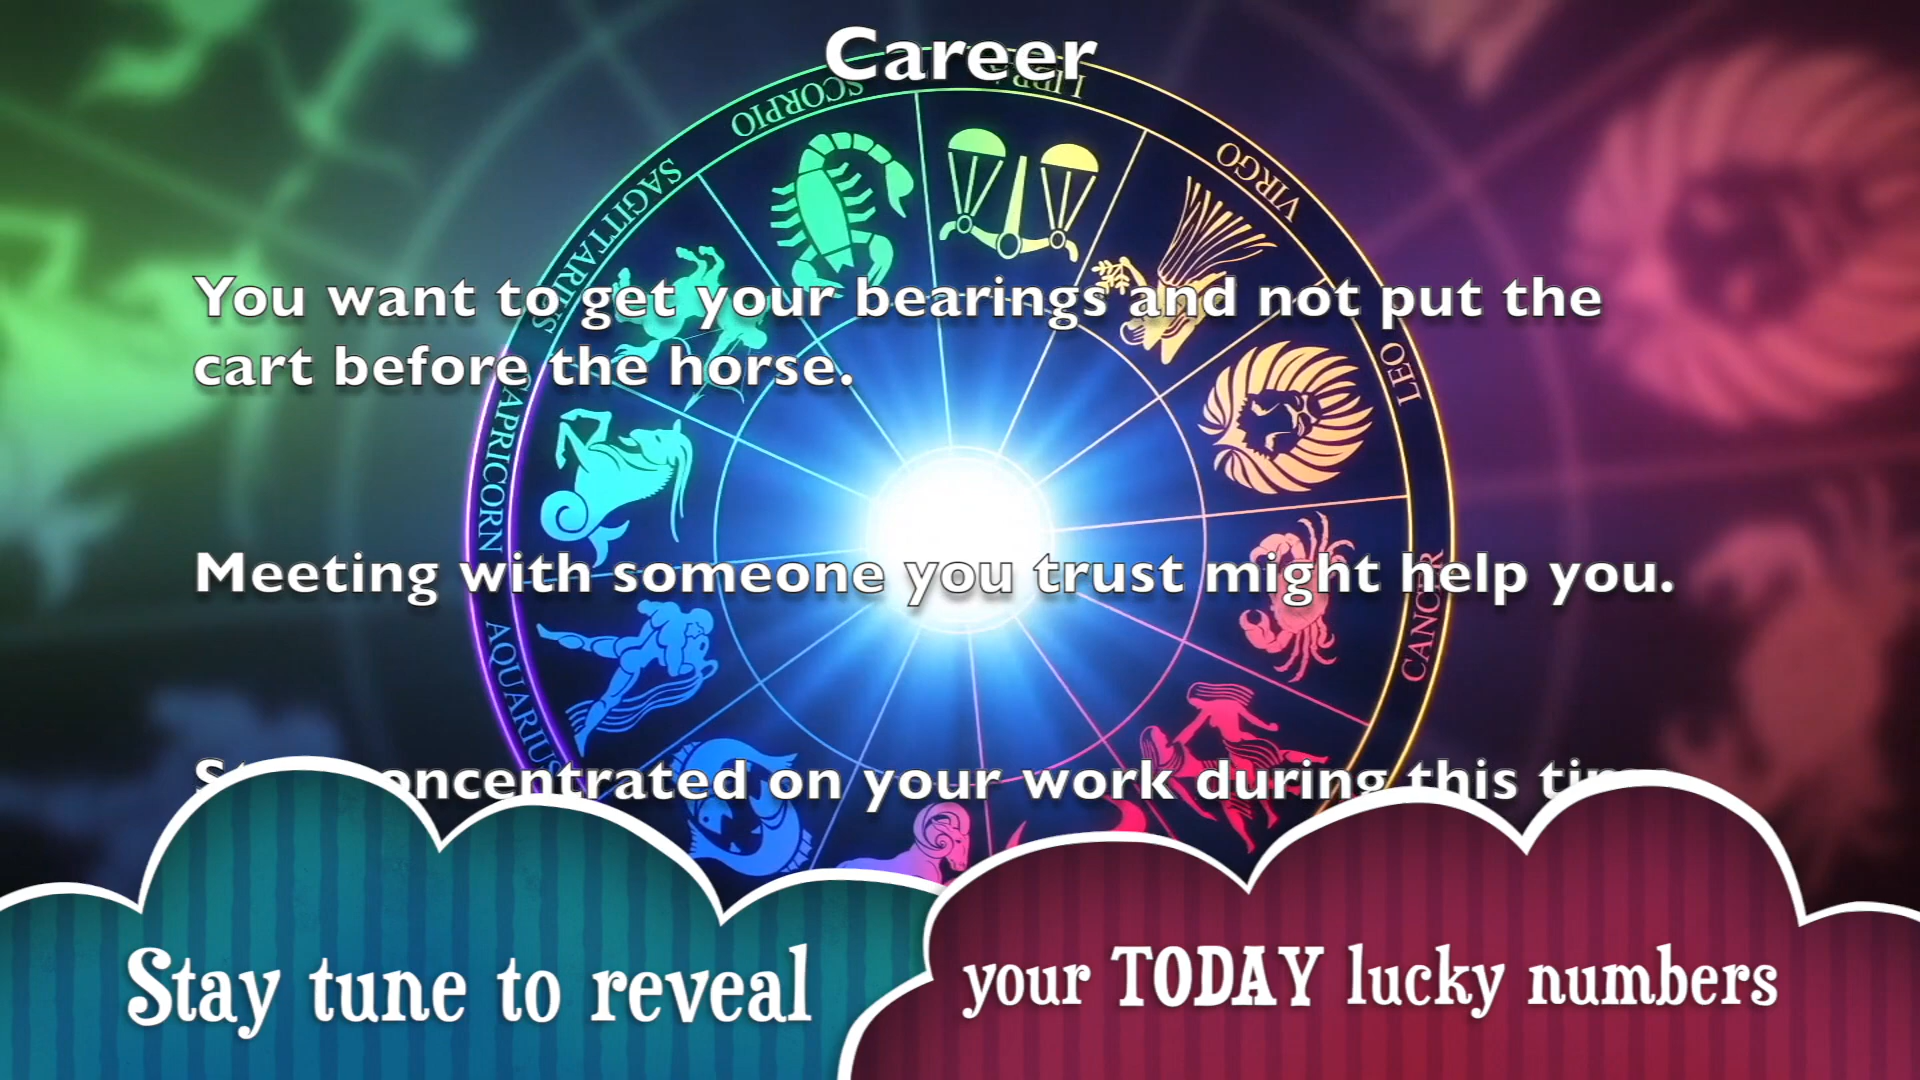 Career
SCORPIO
LIBRA
VIRGO
SAGITTARIUS
You want to get your bearings and not put the
cart before the horse.
LEO
CAPRICORN
Meeting with someone you trust might help you.
CANCER
AQUARIUS
concentrated on your work during this
Stay tune to reveal
your TODAY lucky numbers